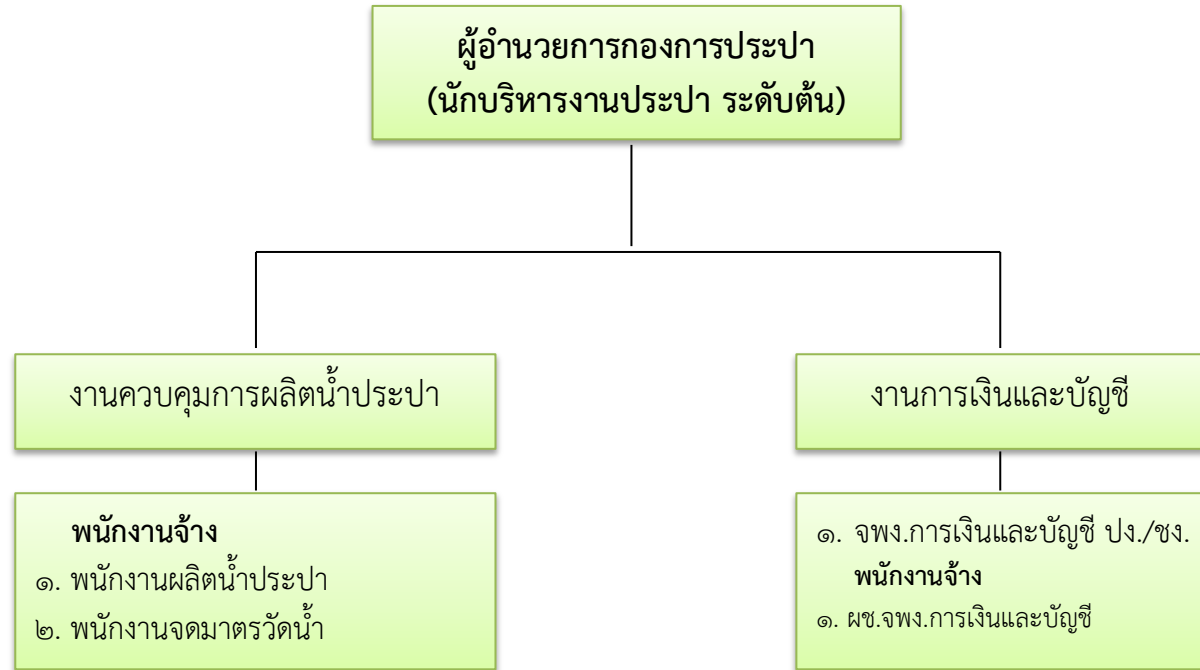 ผู้อำนวยการกองการประปา
(นักบริหารงานประปา ระดับต้น)
งานควบคุมการผลิตน้ำประปา
งานการเงินและบัญชี
พนักงานจ้าง
๑. พนักงานผลิตน้ำประปา
๒. พนักงานจดมาตรวัดน้ำ
๑. จพง.การเงินและบัญชี ปง./ชง.
พนักงานจ้าง
๑. ผช.จพง.การเงินและบัญชี